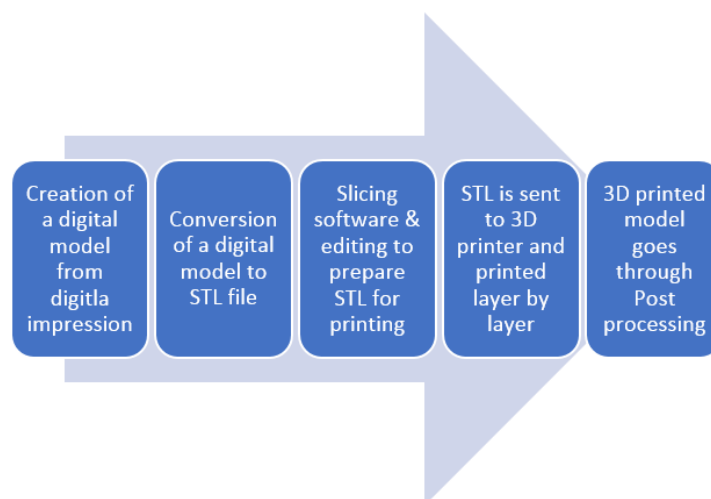 Creation of
a digital
model
from
digitla
impression
Conversion
of a digital
model to
STL file
Slicing
software &
editing to
prepare
STL for
printing
STL is sent
to 3D
printer and
printed
layer by
layer
3D printed
model
goes
through
Post
processing